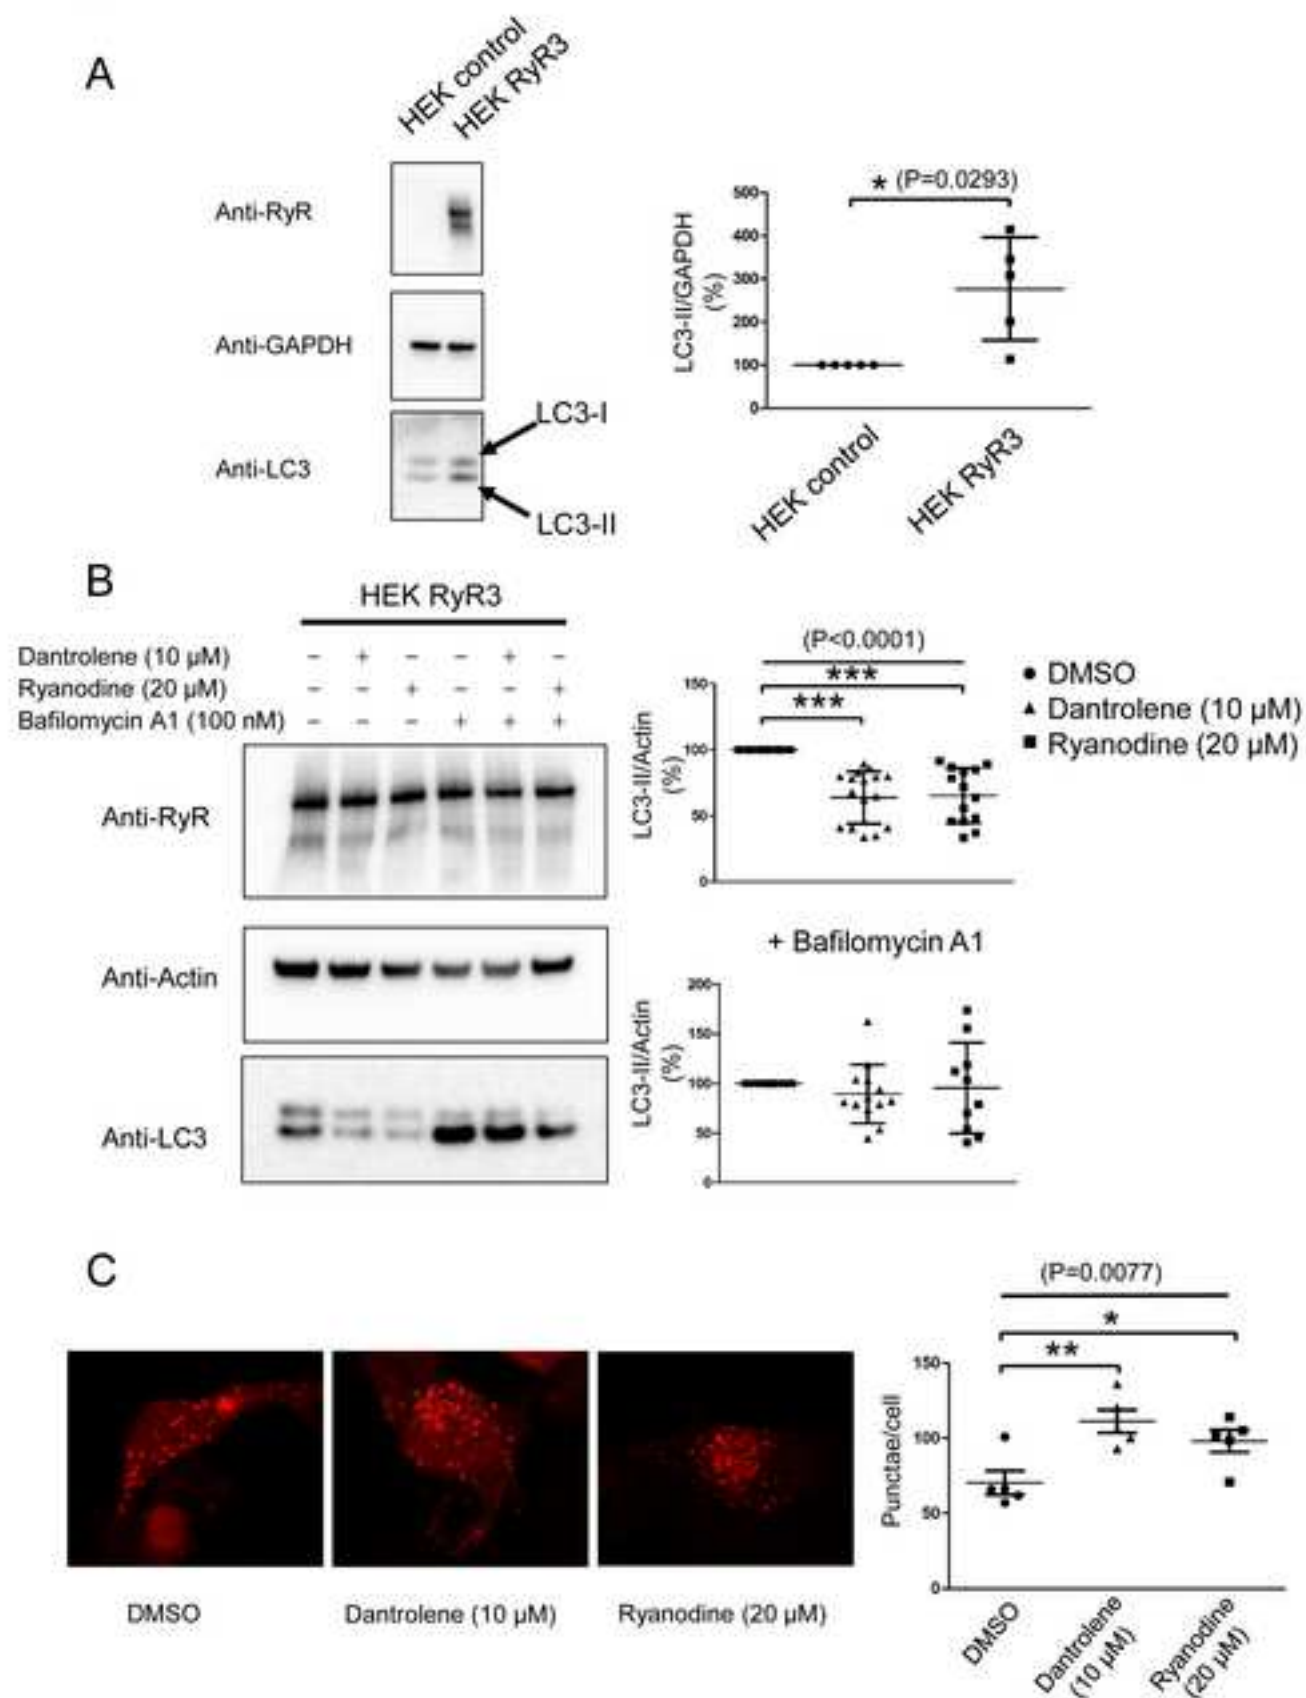 A
HEK control
HEK RyR3
Anti-RyR
Anti-GAPDH
Anti-LC3
LC3-I
LC3-II
* (P=0.0293)
LC3-II/GAPDH
(%)
500
400
300
200
100
0
HEK control
HEK RyR3
B
HEK RyR3
Dantrolene (10 µM) − + − − + −
Ryanodine (20 µM) − − + − − +
Bafilomycin A1 (100 nM) − − − + + +
Anti-RyR
Anti-Actin
Anti-LC3
(P<0.0001)
***
***
LC3-II/Actin
(%)
150
100
50
0
DMSO
Dantrolene (10 µM)
Ryanodine (20 µM)
+ Bafilomycin A1
LC3-II/Actin
(%)
200
150
100
50
0
C
DMSO
Dantrolene (10 µM)
Ryanodine (20 µM)
(P=0.0077)
*
**
Punctae/cell
150
100
50
0
DMSO
Dantrolene
(10 µM)
Ryanodine
(20 µM)